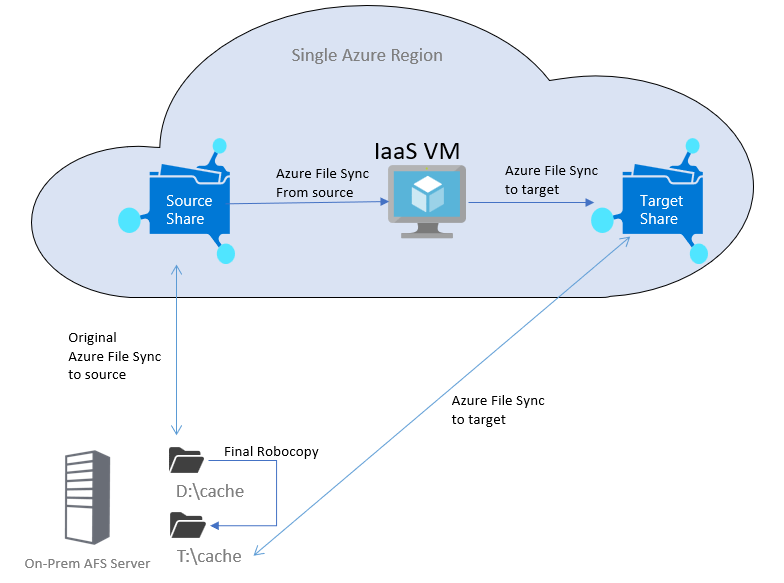 Single Azure Region
IaaS VM
Azure File Sync
From source
Azure File Sync
to target
Source
Share
Target
Share
Original
Azure File Sync
to source
Azure File Sync
to target
Final Robocopy
D:\cache
T:\cache
On-Prem AFS Server